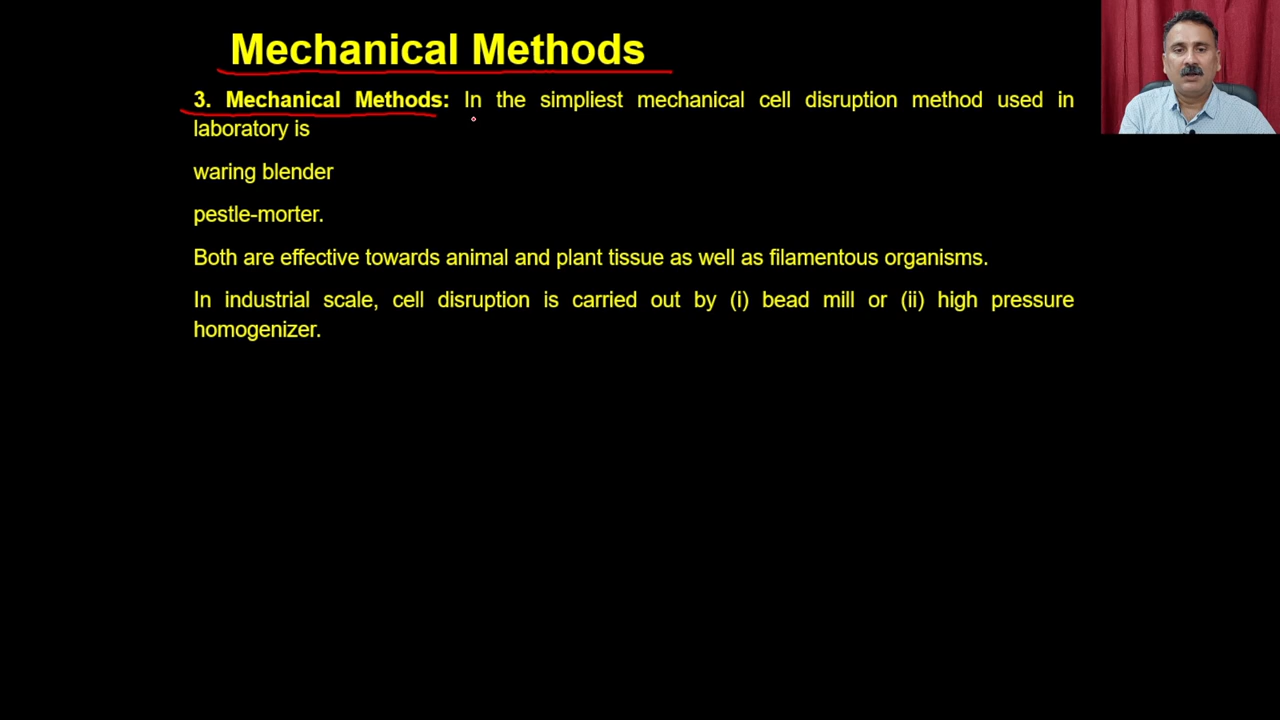 Mechanical Methods
3. Mechanical Methods: In the simpliest mechanical cell disruption method used in
laboratory is
waring blender
pestle-morter.
Both are effective towards animal and plant tissue as well as filamentous organisms.
In industrial scale, cell disruption is carried out by (i) bead mill or (ii) high pressure
homogenizer.